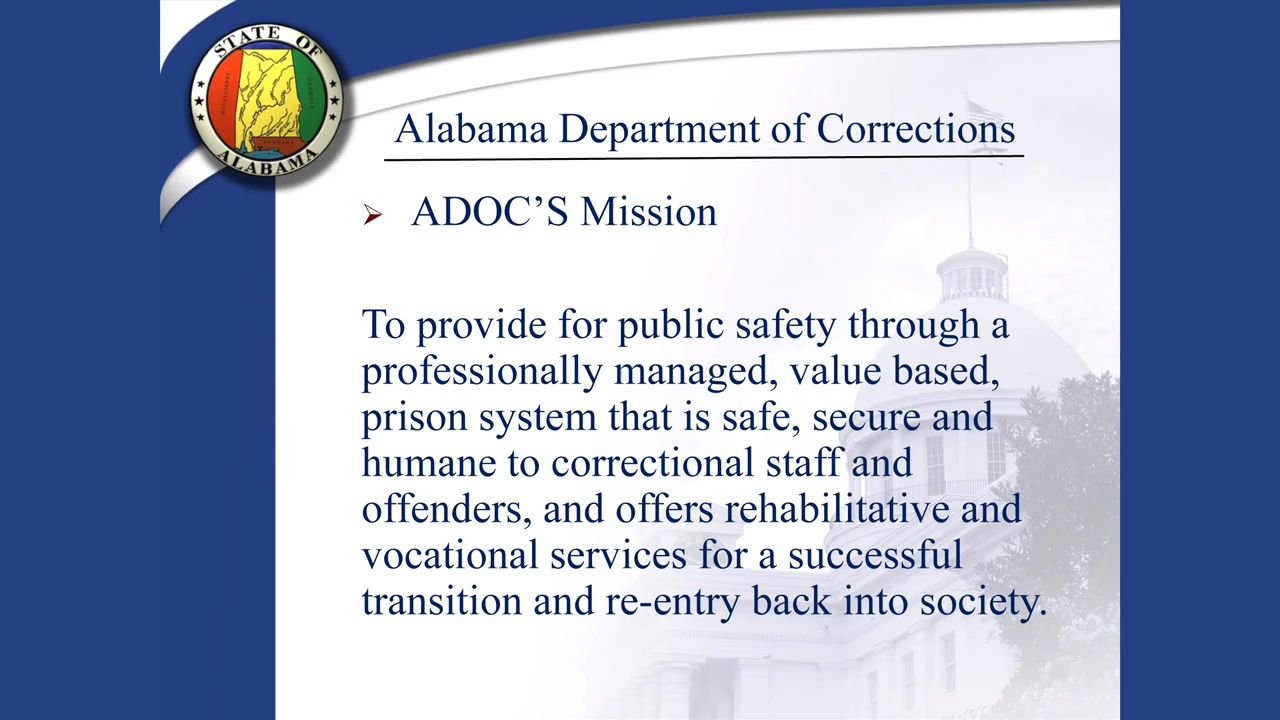 STATE OF
ALABAMA
Alabama Department of Corrections
ADOC’S Mission
To provide for public safety through a
professionally managed, value based,
prison system that is safe, secure and
humane to correctional staff and
offenders, and offers rehabilitative and
vocational services for a successful
transition and re-entry back into society.